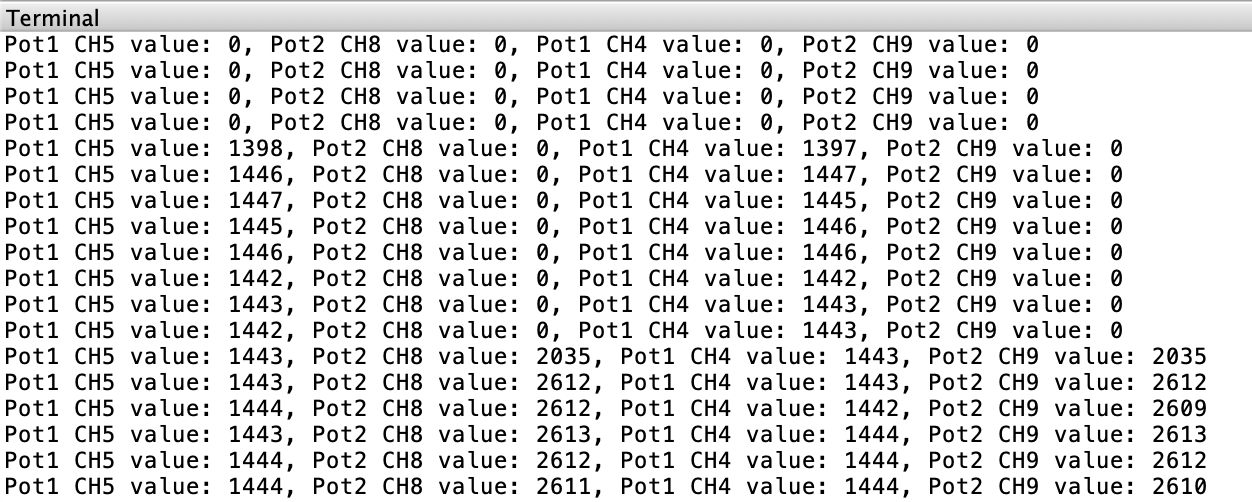 Terminal
Pot1 CH5 value: 0, Pot2 CH8 value: 0, Pot1 CH4 value: 0, Pot2 CH9 value: 0
Pot1 CH5 value: 0, Pot2 CH8 value: 0, Pot1 CH4 value: 0, Pot2 CH9 value: 0
Pot1 CH5 value: 0, Pot2 CH8 value: 0, Pot1 CH4 value: 0, Pot2 CH9 value: 0
Pot1 CH5 value: 0, Pot2 CH8 value: 0, Pot1 CH4 value: 0, Pot2 CH9 value: 0
Pot1 CH5 value: 1398, Pot2 CH8 value: 0, Pot1 CH4 value: 1397, Pot2 CH9 value: 0
Pot1 CH5 value: 1446, Pot2 CH8 value: 0, Pot1 CH4 value: 1447, Pot2 CH9 value: 0
Pot1 CH5 value: 1447, Pot2 CH8 value: 0, Pot1 CH4 value: 1445, Pot2 CH9 value: 0
Pot1 CH5 value: 1445, Pot2 CH8 value: 0, Pot1 CH4 value: 1446, Pot2 CH9 value: 0
Pot1 CH5 value: 1446, Pot2 CH8 value: 0, Pot1 CH4 value: 1446, Pot2 CH9 value: 0
Pot1 CH5 value: 1442, Pot2 CH8 value: 0, Pot1 CH4 value: 1442, Pot2 CH9 value: 0
Pot1 CH5 value: 1443, Pot2 CH8 value: 0, Pot1 CH4 value: 1443, Pot2 CH9 value: 0
Pot1 CH5 value: 1442, Pot2 CH8 value: 0, Pot1 CH4 value: 1443, Pot2 CH9 value: 0
Pot1 CH5 value: 1443, Pot2 CH8 value: 2035, Pot1 CH4 value: 1443, Pot2 CH9 value: 2035
Pot1 CH5 value: 1443, Pot2 CH8 value: 2612, Pot1 CH4 value: 1443, Pot2 CH9 value: 2612
Pot1 CH5 value: 1444, Pot2 CH8 value: 2612, Pot1 CH4 value: 1442, Pot2 CH9 value: 2609
Pot1 CH5 value: 1443, Pot2 CH8 value: 2613, Pot1 CH4 value: 1444, Pot2 CH9 value: 2613
Pot1 CH5 value: 1444, Pot2 CH8 value: 2612, Pot1 CH4 value: 1444, Pot2 CH9 value: 2612
Pot1 CH5 value: 1444, Pot2 CH8 value: 2611, Pot1 CH4 value: 1444, Pot2 CH9 value: 2610